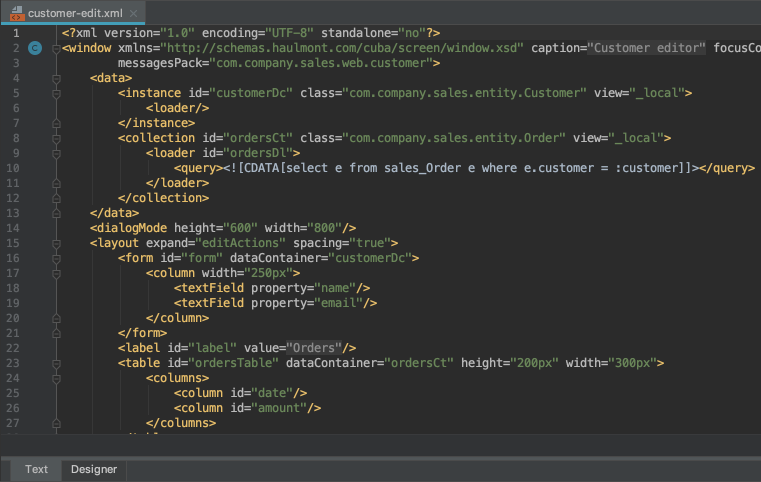 customer-edit.xml
1 <?xml version="1.0" encoding="UTF-8" standalone="no"?>
2 <window xmlns="http://schemas.haulmont.com/cuba/screen/window.xsd" caption="Customer editor" focusCo
3 messagesPack="com.company.sales.web.customer">
4 <data>
5 <instance id="customerDc" class="com.company.sales.entity.Customer" view="_local">
6 <loader/>
7 </instance>
8 <collection id="ordersCt" class="com.company.sales.entity.Order" view="_local">
9 <loader id="ordersDl">
10 <query><![CDATA[select e from sales_Order e where e.customer = :customer]]></query>
11 </loader>
12 </collection>
13 </data>
14 <dialogMode height="600" width="800"/>
15 <layout expand="editActions" spacing="true">
16 <form id="form" dataContainer="customerDc">
17 <column width="250px">
18 <textField property="name"/>
19 <textField property="email"/>
20 </column>
21 </form>
22 <label id="label" value="Orders"/>
23 <table id="ordersTable" dataContainer="ordersCt" height="200px" width="300px">
24 <columns>
25 <column id="date"/>
26 <column id="amount"/>
27 </columns>
Text Designer